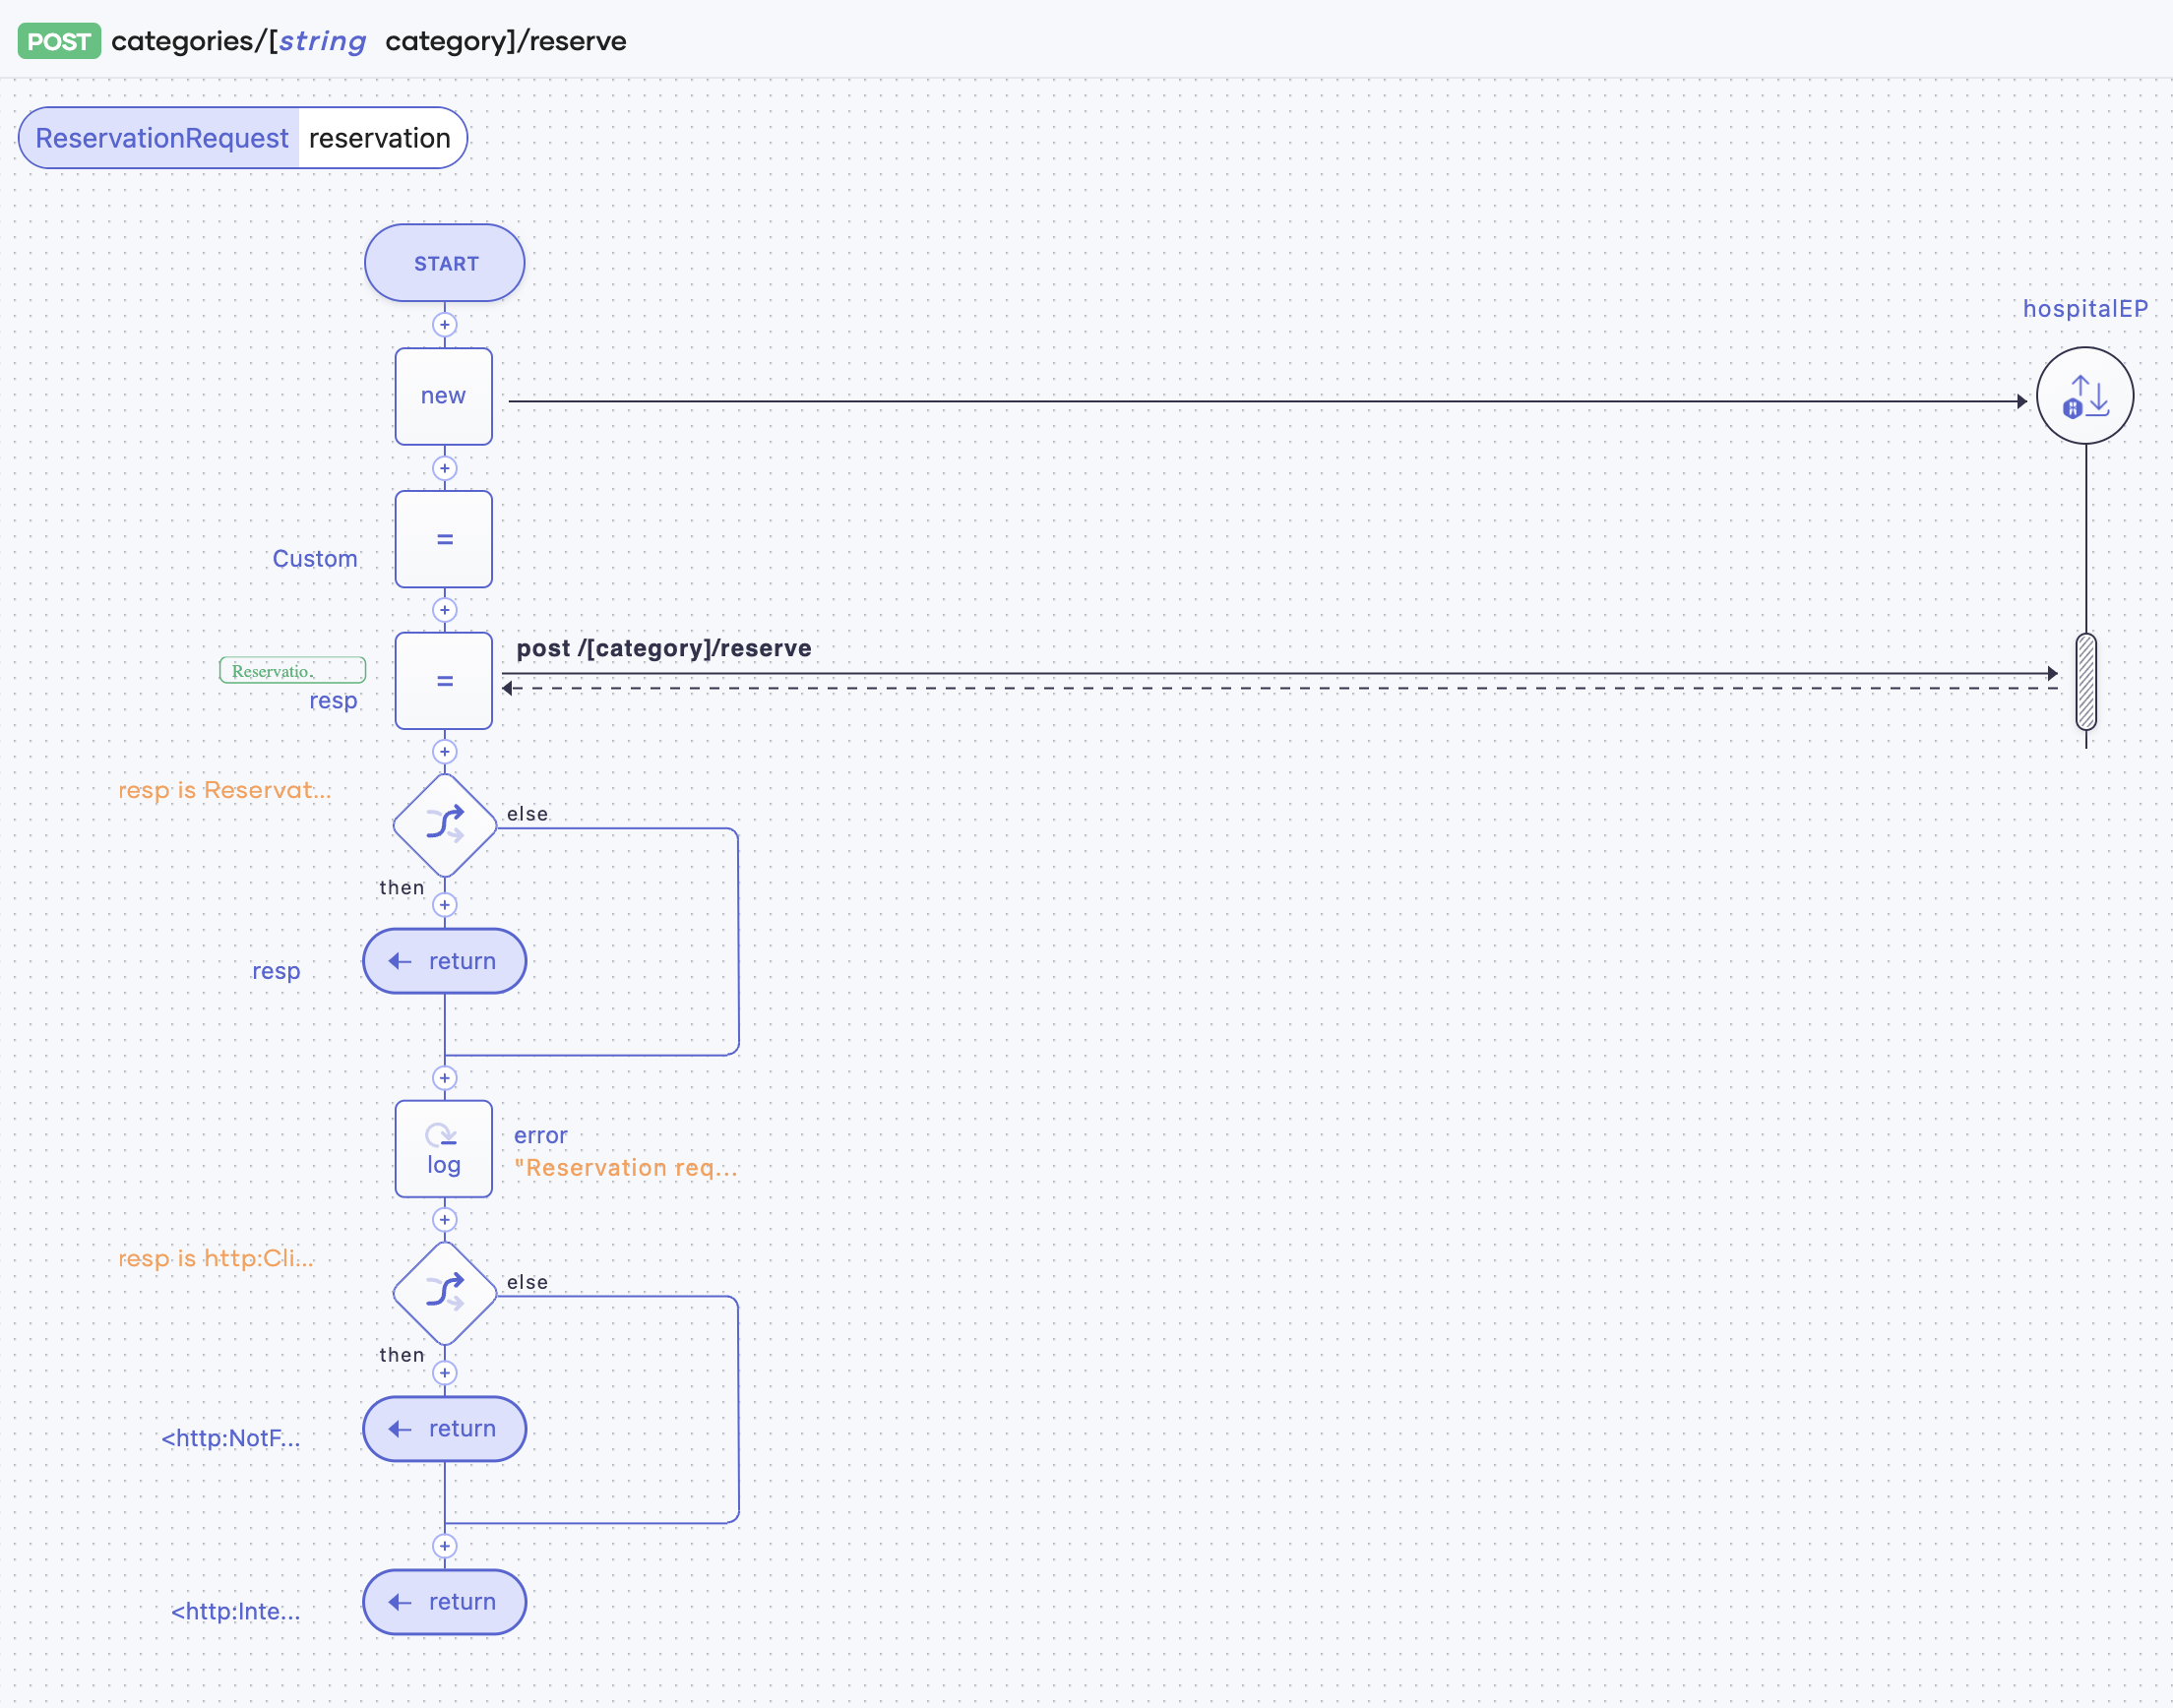 POST categories/[string category]/reserve
ReservationRequest reservation
START
hospitalEP
new
=
Custom
post /[category]/reserve
Reservatio.
=
resp
resp is Reservat...
else
then
return
resp
error
log
"Reservation req...
resp is http:Cli...
else
then
return
<http:NotF...
return
<http:Inte...